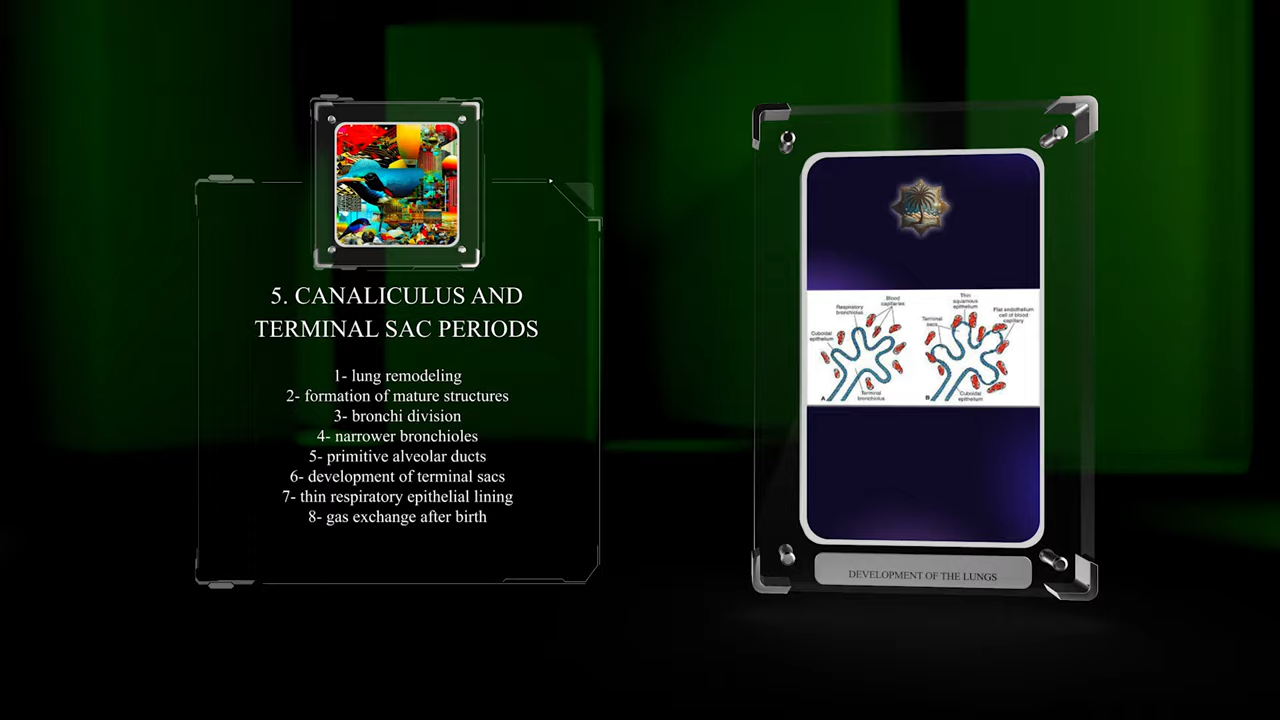 5. CANALICULUS AND
TERMINAL SAC PERIODS
1- lung remodeling
2- formation of mature structures
3- bronchi division
4- narrower bronchioles
5- primitive alveolar ducts
6- development of terminal sacs
7- thin respiratory epithelial lining
8- gas exchange after birth
Respiratory
bronchiolus
Blood
capillaries
Cuboidal
epithelium
Terminal
bronchiolus
A
Thin
squamous
epithelium
Flat endothelium
cell of blood
capillary
Terminal
sacs
Cuboidal
epithelium
B
DEVELOPMENT OF THE LUNGS